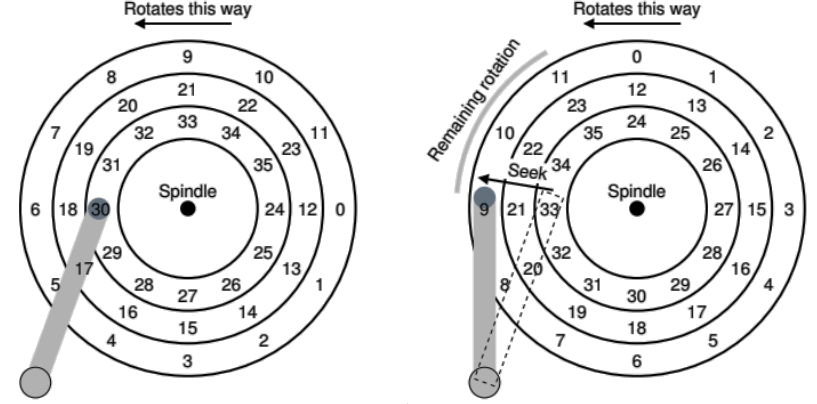 Rotates this way
9
8 10
21
20 22
33
7 32 34 11
19 23
31 35
Spindle
6 18 30 24 12 0
29 25
17 13
5 28 26 1
27
16 14
15
4 2
3
Rotates this way
Remaining rotation
0
11 1
12
23 13
24
10 35 25 2
22 14
34 26
Seek
Spindle
9 21 33 27 15 3
32 28
20 16
8 31 29 4
30
19 17
18
7 5
6